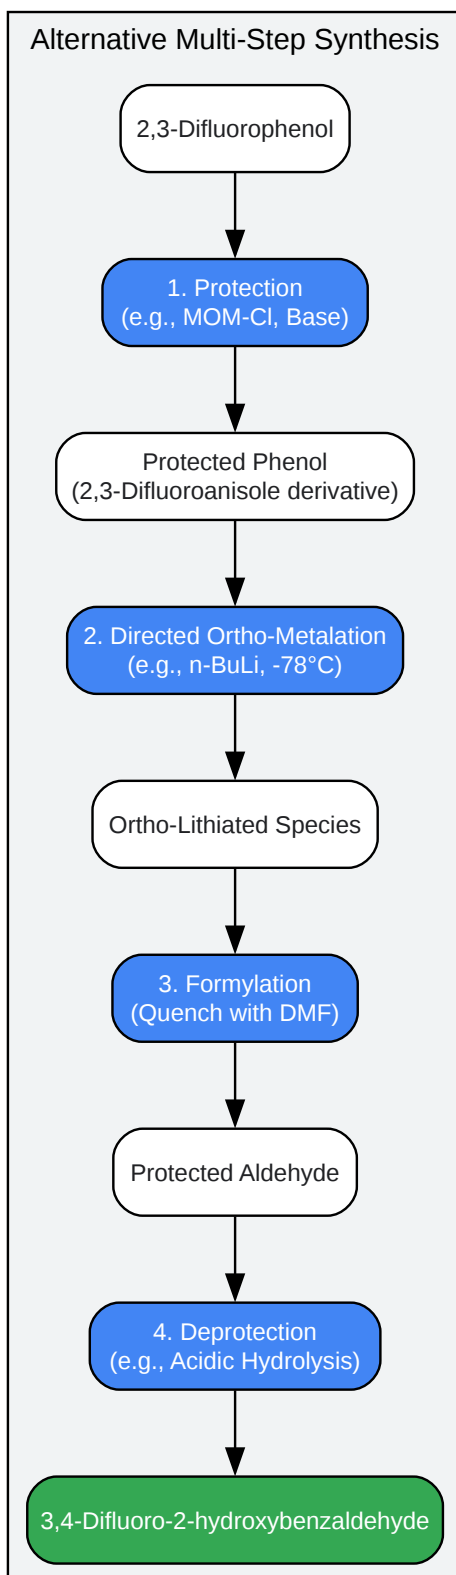 Alternative Multi-Step Synthesis
2,3-Difluorophenol
1. Protection
(e.g., MOM-Cl, Base)
Protected Phenol
(2,3-Difluoroanisole derivative)
2. Directed Ortho-Metalation
(e.g., n-BuLi, -78°C)
Ortho-Lithiated Species
3. Formylation
(Quench with DMF)
Protected Aldehyde
4. Deprotection
(e.g., Acidic Hydrolysis)
3,4-Difluoro-2-hydroxybenzaldehyde